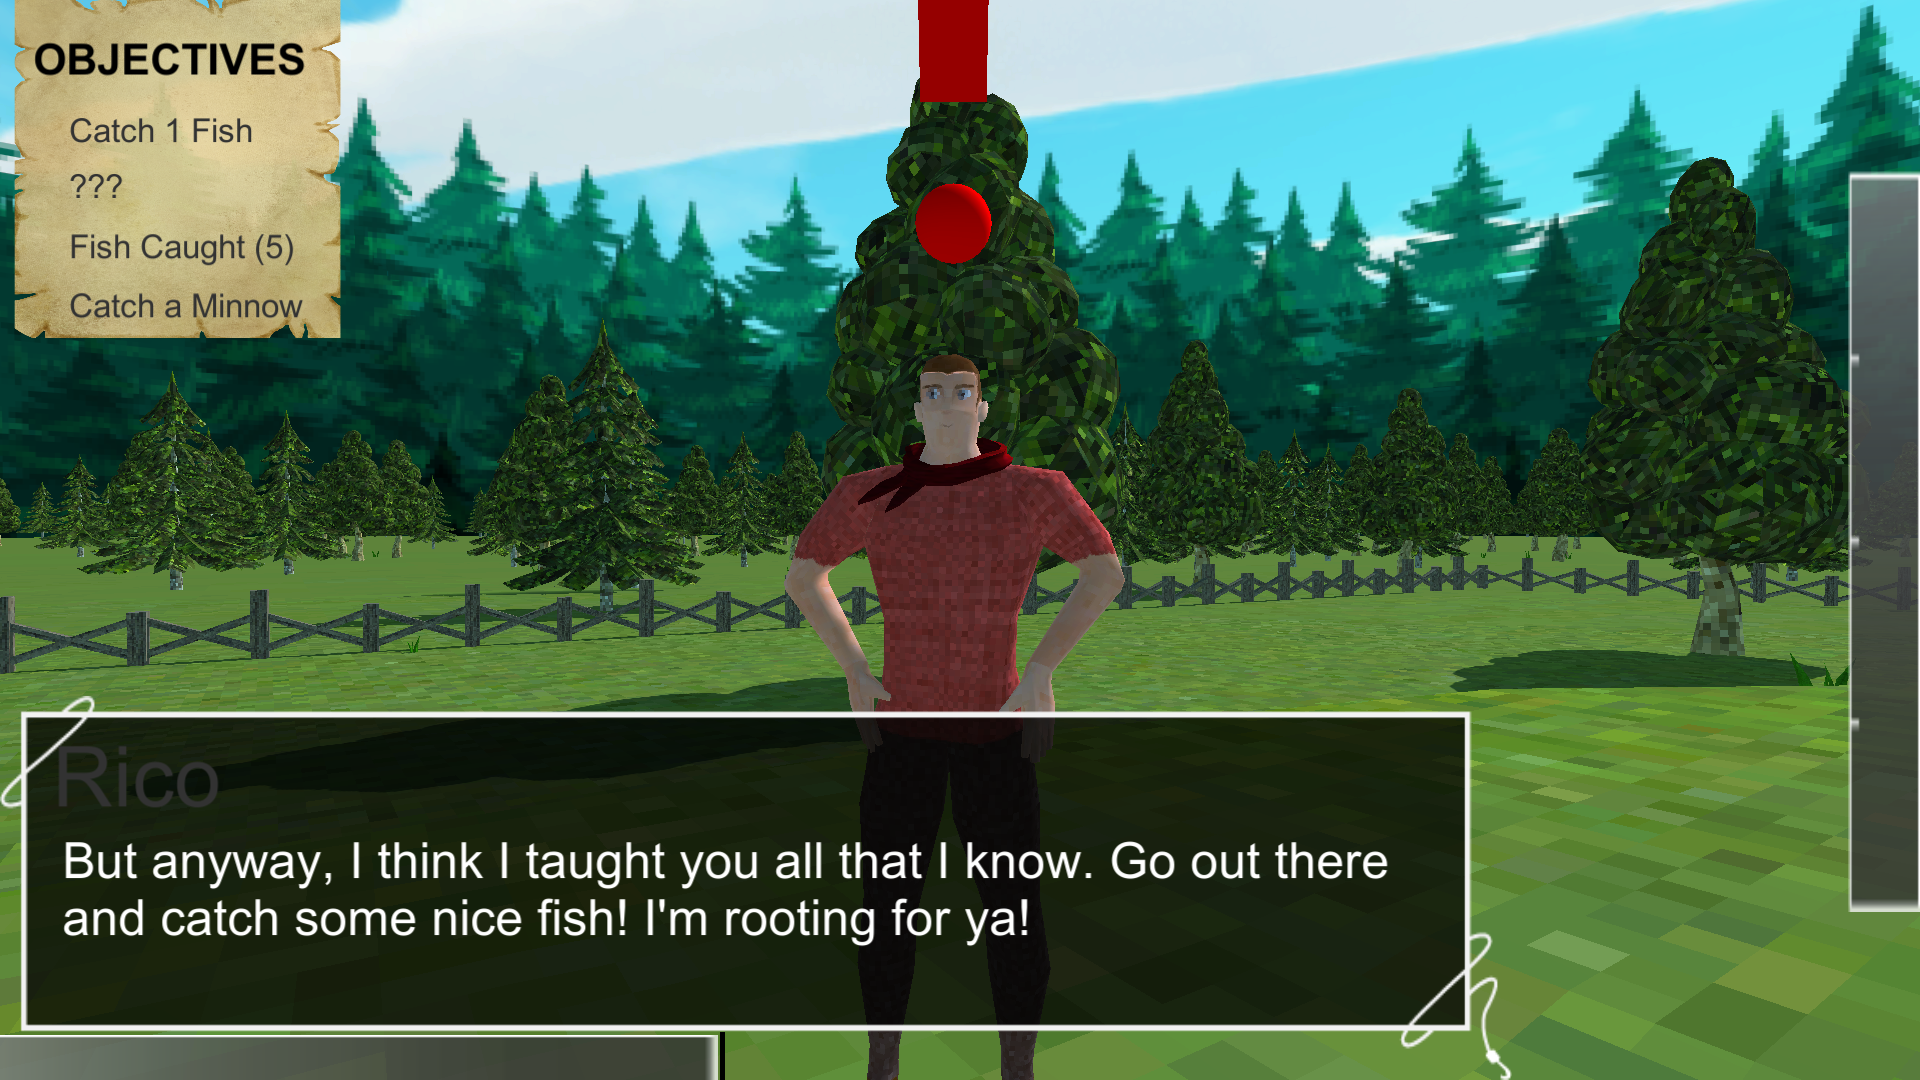 OBJECTIVES
Catch 1 Fish
???
Fish Caught (5)
Catch a Minnow
Rico
But anyway, I think I taught you all that I know. Go out there
and catch some nice fish! I'm rooting for ya!